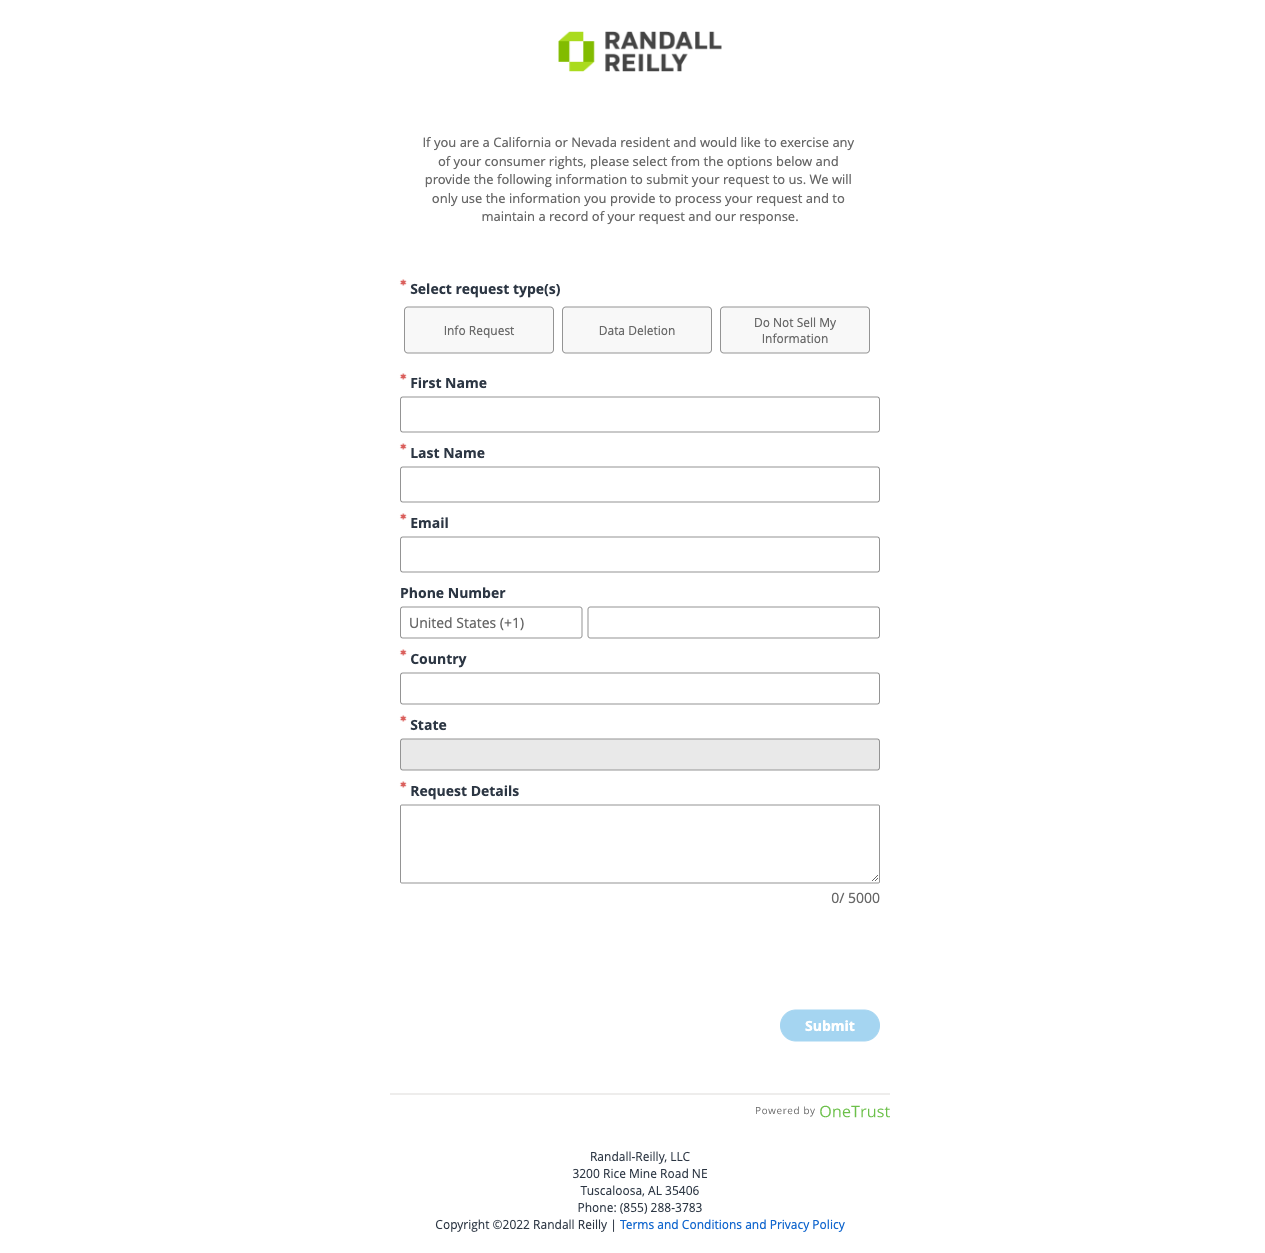 RANDALL
REILLY
If you are a California or Nevada resident and would like to exercise any
of your consumer rights, please select from the options below and
provide the following information to submit your request to us. We will
only use the information you provide to process your request and to
maintain a record of your request and our response.
* Select request type(s)
Info Request
Data Deletion
Do Not Sell My
Information
* First Name
* Last Name
* Email
Phone Number
United States (+1)
* Country
* State
* Request Details
0/ 5000
Submit
Powered by OneTrust
Randall-Reilly, LLC
3200 Rice Mine Road NE
Tuscaloosa, AL 35406
Phone: (855) 288-3783
Copyright ©2022 Randall Reilly | Terms and Conditions and Privacy Policy